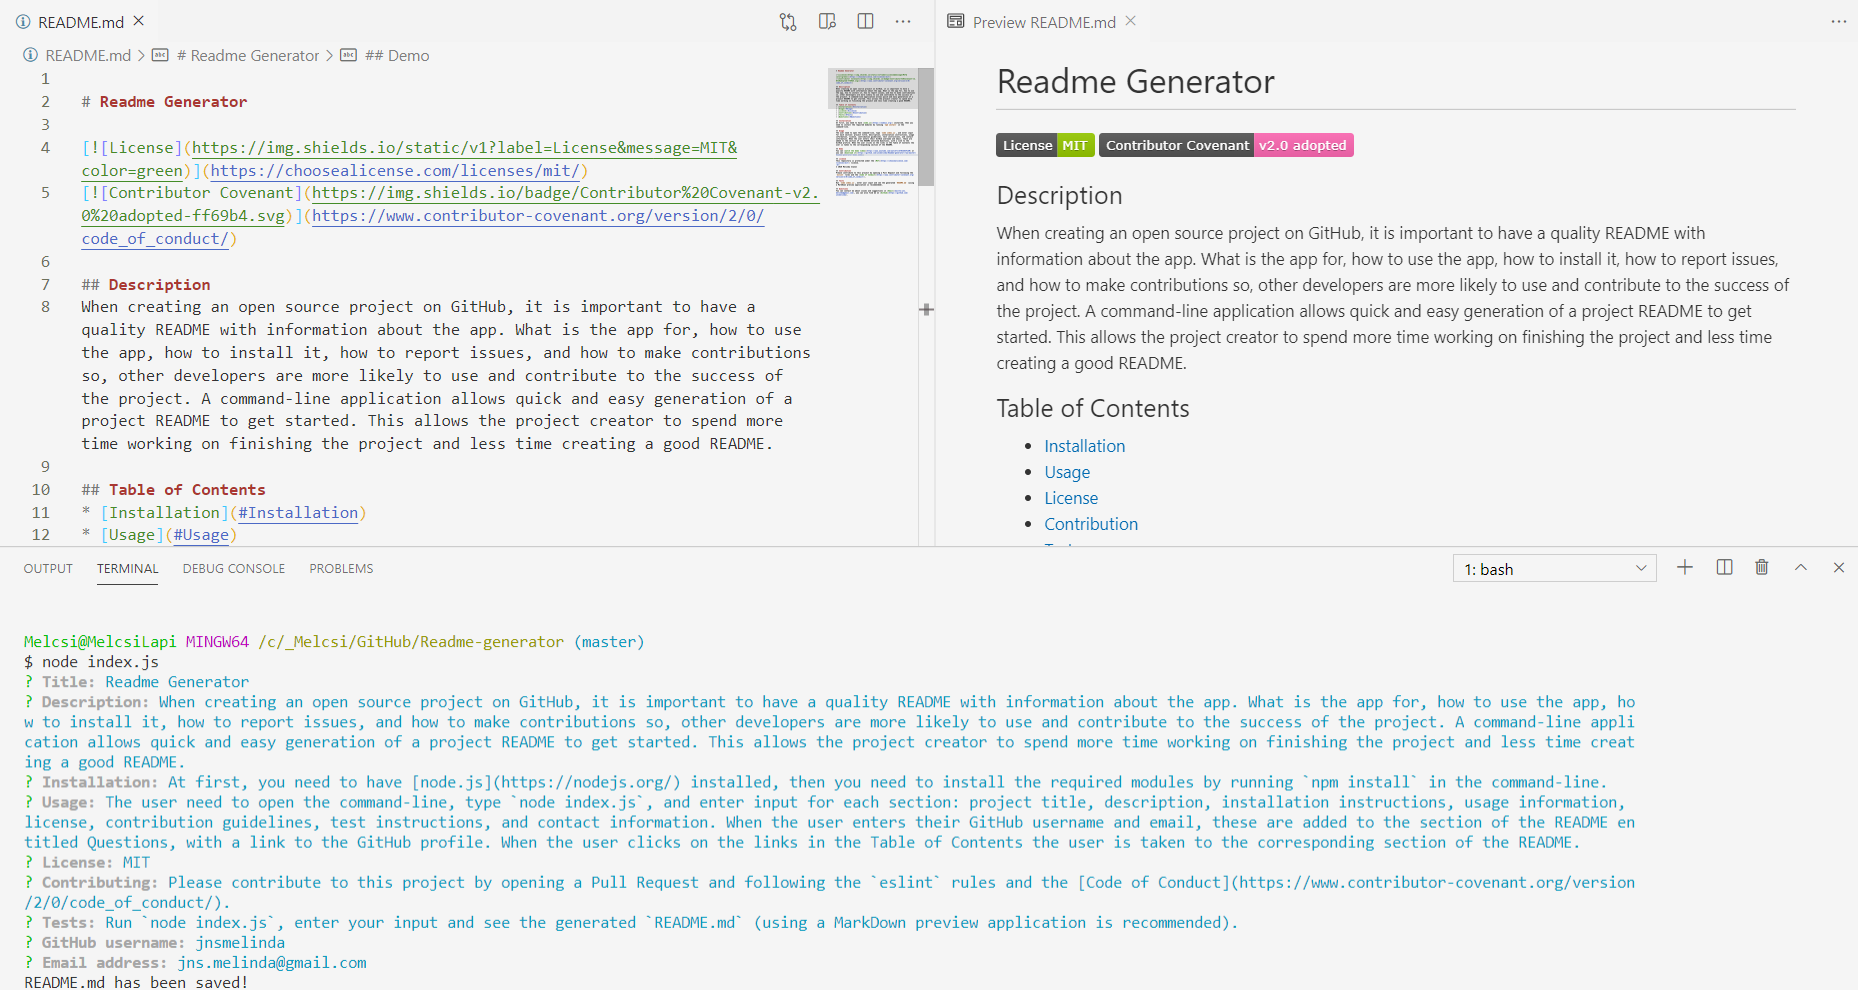 README.md
README.md > # Readme Generator > ## Demo
1
2 # Readme Generator
3
4 [![License](https://img.shields.io/static/v1?label=License&message=MIT&
color=green)](https://choosealicense.com/licenses/mit/)
5 [![Contributor Covenant](https://img.shields.io/badge/Contributor%20Covenant-v2.
0%20adopted-ff69b4.svg)](https://www.contributor-covenant.org/version/2/0/
code_of_conduct/)
6
7 ## Description
8 When creating an open source project on GitHub, it is important to have a
quality README with information about the app. What is the app for, how to use
the app, how to install it, how to report issues, and how to make contributions
so, other developers are more likely to use and contribute to the success of
the project. A command-line application allows quick and easy generation of a
project README to get started. This allows the project creator to spend more
time working on finishing the project and less time creating a good README.
9
10 ## Table of Contents
11 * [Installation](#Installation)
12 * [Usage](#Usage)
Preview README.md
Readme Generator
License MIT Contributor Covenant v2.0 adopted
Description
When creating an open source project on GitHub, it is important to have a quality README with
information about the app. What is the app for, how to use the app, how to install it, how to report issues,
and how to make contributions so, other developers are more likely to use and contribute to the success of
the project. A command-line application allows quick and easy generation of a project README to get
started. This allows the project creator to spend more time working on finishing the project and less time
creating a good README.
Table of Contents
• Installation
• Usage
• License
• Contribution
OUTPUT TERMINAL DEBUG CONSOLE PROBLEMS
1: bash
Melcsi@MelcsiLapi MINGW64 /c/_Melcsi/GitHub/Readme-generator (master)
$ node index.js
? Title: Readme Generator
? Description: When creating an open source project on GitHub, it is important to have a quality README with information about the app. What is the app for, how to use the app, ho
w to install it, how to report issues, and how to make contributions so, other developers are more likely to use and contribute to the success of the project. A command-line appli
cation allows quick and easy generation of a project README to get started. This allows the project creator to spend more time working on finishing the project and less time creat
ing a good README.
? Installation: At first, you need to have [node.js](https://nodejs.org/) installed, then you need to install the required modules by running `npm install` in the command-line.
? Usage: The user need to open the command-line, type `node index.js`, and enter input for each section: project title, description, installation instructions, usage information,
license, contribution guidelines, test instructions, and contact information. When the user enters their GitHub username and email, these are added to the section of the README en
titled Questions, with a link to the GitHub profile. When the user clicks on the links in the Table of Contents the user is taken to the corresponding section of the README.
? License: MIT
? Contributing: Please contribute to this project by opening a Pull Request and following the `eslint` rules and the [Code of Conduct](https://www.contributor-covenant.org/version
/2/0/code_of_conduct/).
? Tests: Run `node index.js`, enter your input and see the generated `README.md` (using a MarkDown preview application is recommended).
? GitHub username: jnsmelinda
? Email address: jns.melinda@gmail.com
README.md has been saved!